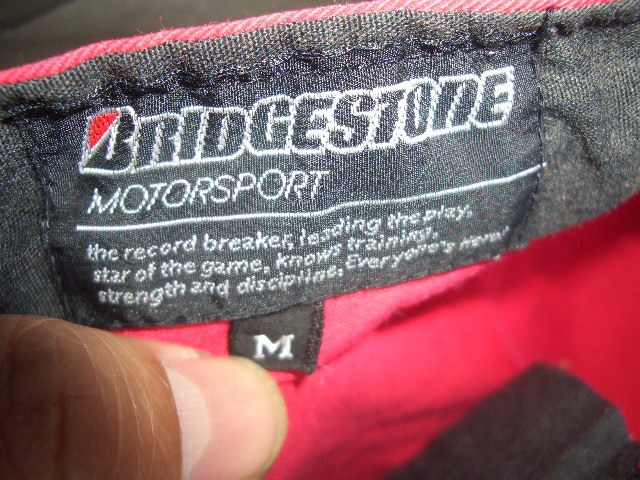 BRIDGESTONE
MOTORSPORT
the record breaker, leading the play.
star of the game, knows training,
strength and discipline; Everyone's
M